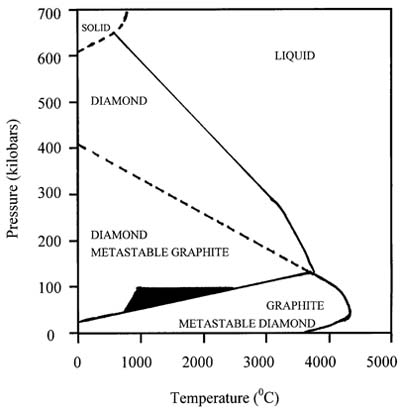 700
600
500
400
300
200
100
0
Pressure (kilobars)
SOLID
LIQUID
DIAMOND
DIAMOND
METASTABLE GRAPHITE
GRAPHITE
METASTABLE DIAMOND
0 1000 2000 3000 4000 5000
Temperature (⁰C)